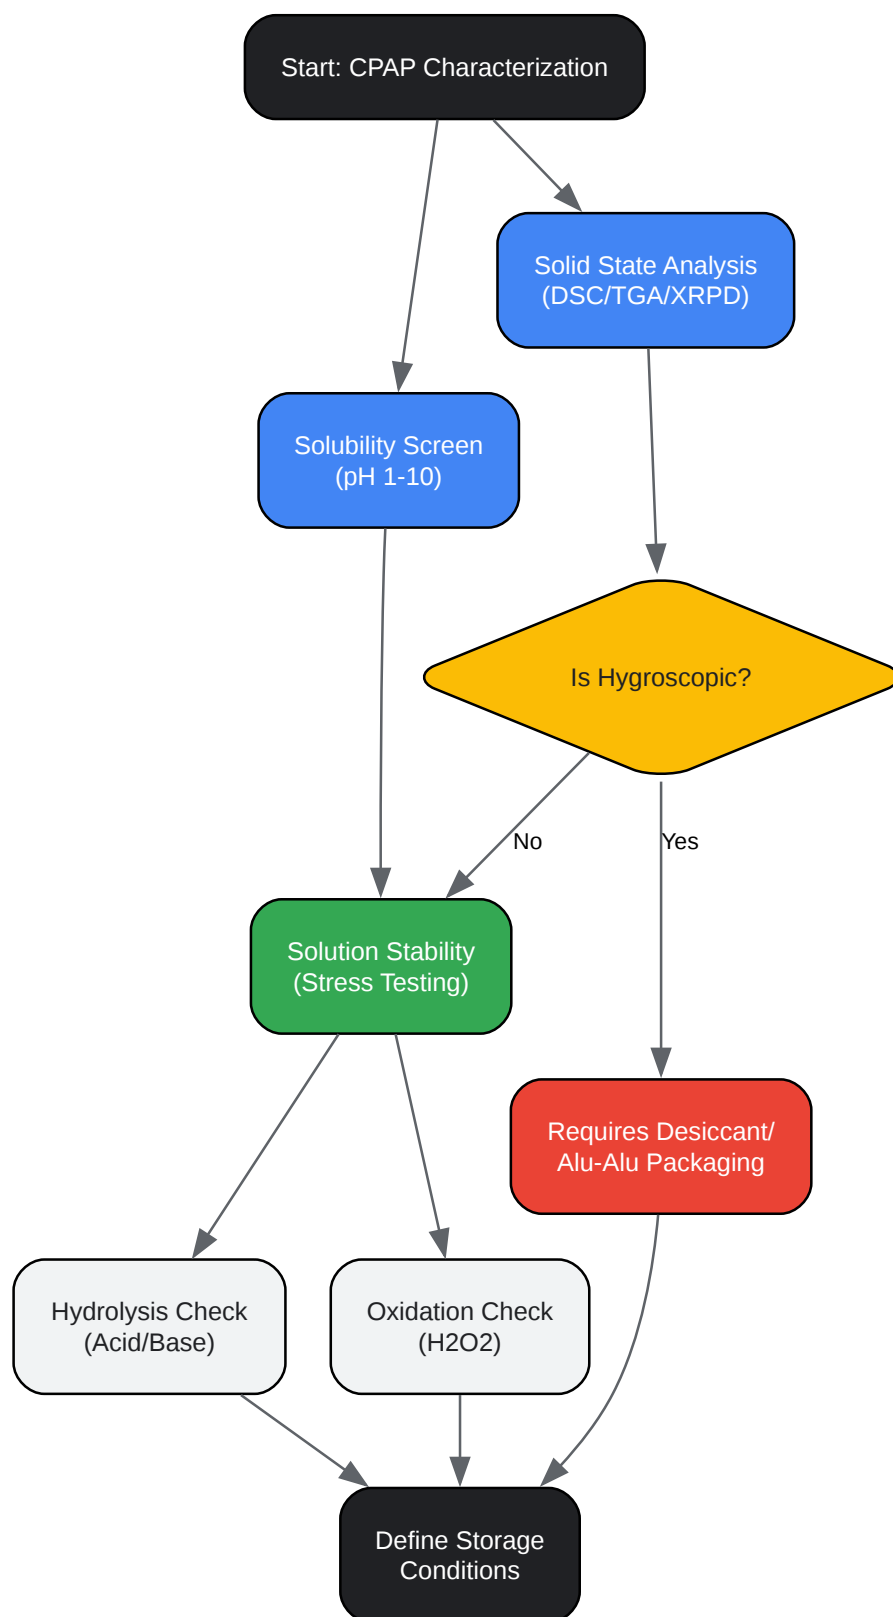 Start: CPAP Characterization
Solid State Analysis
(DSC/TGA/XRPD)
Solubility Screen
(pH 1-10)
Is Hygroscopic?
No
Yes
Solution Stability
(Stress Testing)
Requires Desiccant/
Alu-Alu Packaging
Hydrolysis Check
(Acid/Base)
Oxidation Check
(H2O2)
Define Storage
Conditions